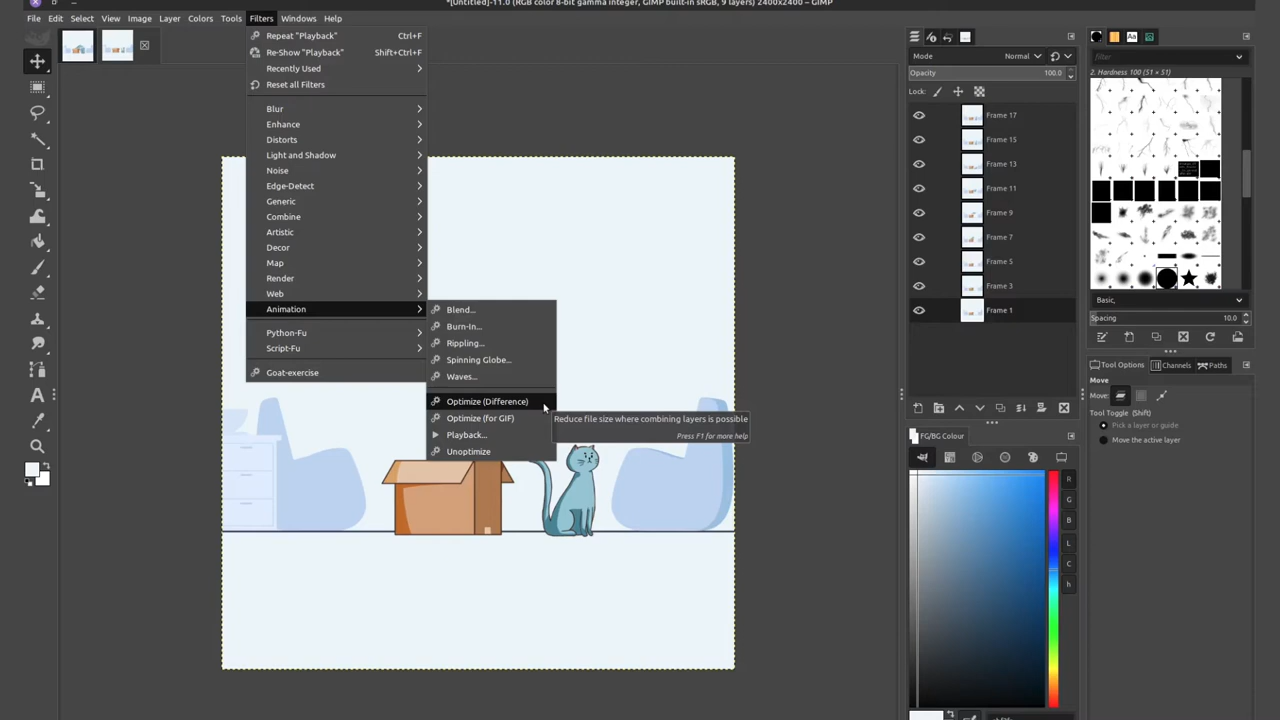 *[Untitled]-11.0 (RGB color 8-bit gamma integer, GIMP built-in sRGB, 9 layers) 2400x2400 – GIMP
File Edit Select View Image Layer Colors Tools Filters Windows Help
Repeat "Playback" Ctrl+F
Re-Show "Playback" Shift+Ctrl+F
Recently Used
Reset all Filters
Blur
Enhance
Distorts
Light and Shadow
Noise
Edge-Detect
Generic
Combine
Artistic
Decor
Map
Render
Web
Animation
Python-Fu
Script-Fu
Goat-exercise
Blend...
Burn-In...
Rippling...
Spinning Globe...
Waves...
Optimize (Difference)
Optimize (for GIF)
Playback...
Unoptimize
Reduce file size where combining layers is possible
Press F1 for more help
Mode Normal
Opacity 100.0
Lock:
Frame 17
Frame 15
Frame 13
Frame 11
Frame 9
Frame 7
Frame 5
Frame 3
Frame 1
FG/BG Colour
R
G
B
L
C
h
Aa
filter
2. Hardness 100 (51 × 51)
Basic,
Spacing 10.0
Tool Options Channels Paths
Move
Move:
Tool Toggle (Shift)
Pick a layer or guide
Move the active layer